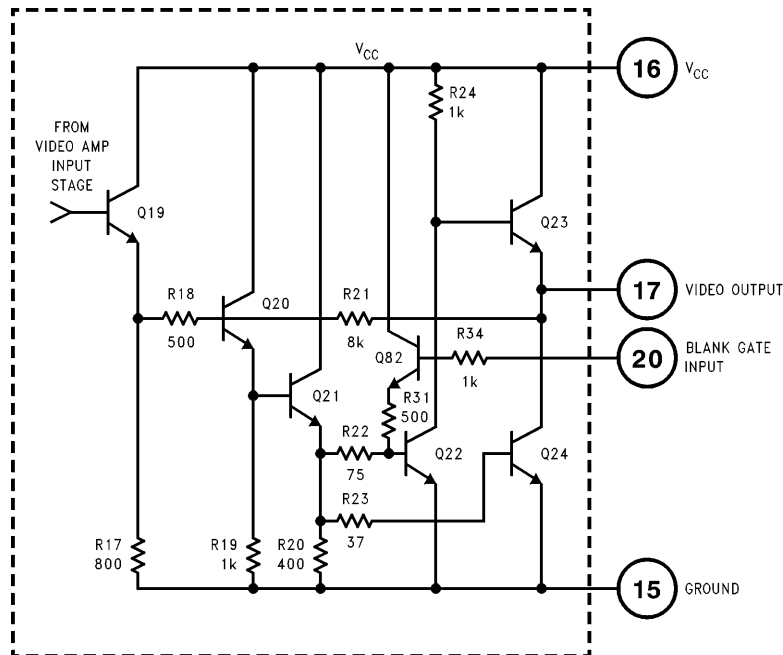 VCC
16
VCC
R24
1k
FROM
VIDEO AMP
INPUT
STAGE
Q19
Q23
R18
500
Q20
R21
8k
17
VIDEO OUTPUT
Q82
R34
1k
20
BLANK GATE
INPUT
Q21
R31
500
R22
75
Q22
Q24
R23
37
R17
800
R19
1k
R20
400
15
GROUND